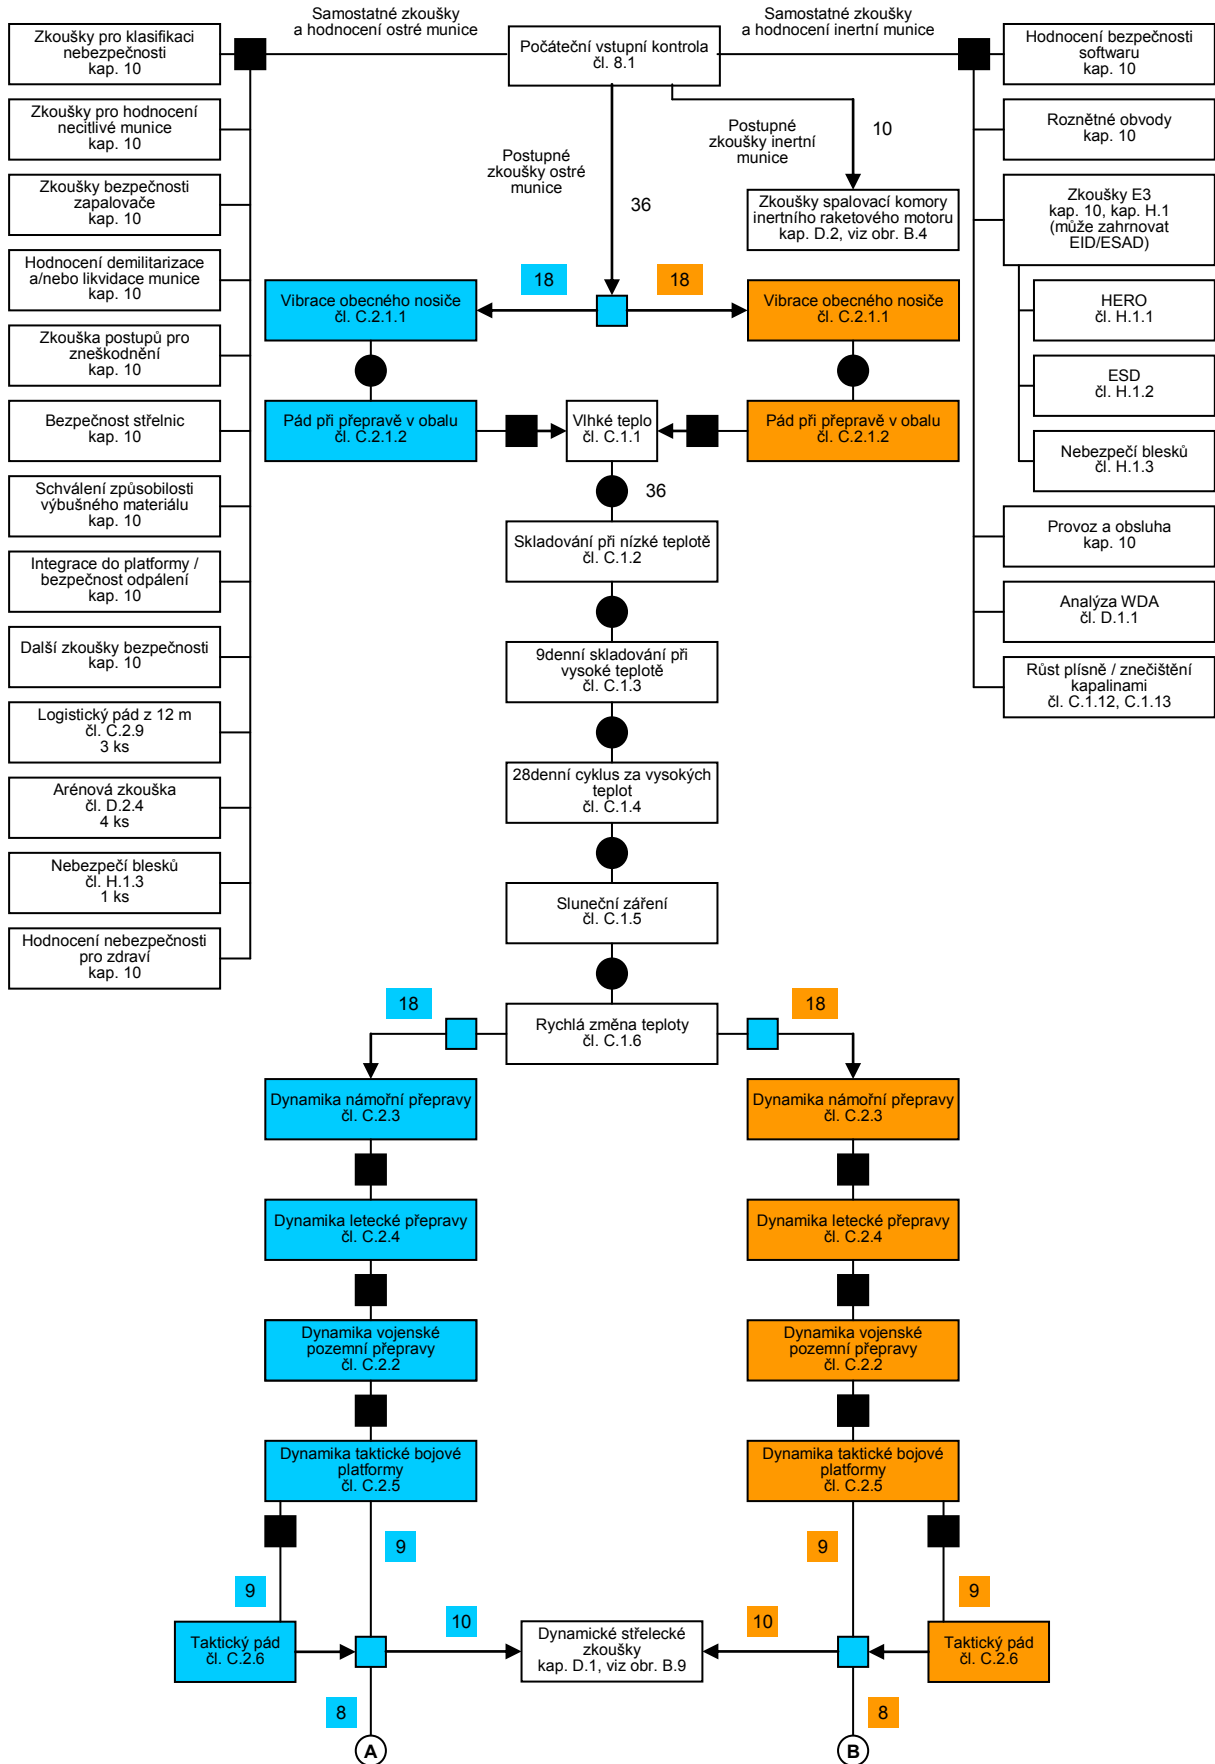 Samostatné zkoušky
a hodnocení ostré munice
Samostatné zkoušky
a hodnocení inertní munice
Počáteční vstupní kontrola
čl. 8.1
Zkoušky pro klasifikaci
nebezpečnosti
kap. 10
Zkoušky pro hodnocení
necitlivé munice
kap. 10
Zkoušky bezpečnosti
zapalovače
kap. 10
Hodnocení demilitarizace
a/nebo likvidace munice
kap. 10
Zkouška postupů pro
zneškodnění
kap. 10
Bezpečnost střelnic
kap. 10
Schválení způsobilosti
výbušného materiálu
kap. 10
Integrace do platformy /
bezpečnost odpálení
kap. 10
Další zkoušky bezpečnosti
kap. 10
Logistický pád z 12 m
čl. C.2.9
3 ks
Arénová zkouška
čl. D.2.4
4 ks
Nebezpečí blesků
čl. H.1.3
1 ks
Hodnocení nebezpečnosti
pro zdraví
kap. 10
Hodnocení bezpečnosti
softwaru
kap. 10
Roznětné obvody
kap. 10
Zkoušky E3
kap. 10, kap. H.1
(může zahrnovat
EID/ESAD)
HERO
čl. H.1.1
ESD
čl. H.1.2
Nebezpečí blesků
čl. H.1.3
Provoz a obsluha
kap. 10
Analýza WDA
čl. D.1.1
Růst plísně / znečištění
kapalinami
čl. C.1.12, C.1.13
Postupné
zkoušky ostré
munice
36
Postupné
zkoušky inertní
munice
10
Zkoušky spalovací komory
inertního raketového motoru
kap. D.2, viz obr. B.4
18
18
Vibrace obecného nosiče
čl. C.2.1.1
Vibrace obecného nosiče
čl. C.2.1.1
Pád při přepravě v obalu
čl. C.2.1.2
Vlhké teplo
čl. C.1.1
Pád při přepravě v obalu
čl. C.2.1.2
36
Skladování při nízké teplotě
čl. C.1.2
9denní skladování při
vysoké teplotě
čl. C.1.3
28denní cyklus za vysokých
teplot
čl. C.1.4
Sluneční záření
čl. C.1.5
18
Rychlá změna teploty
čl. C.1.6
18
Dynamika námořní přepravy
čl. C.2.3
Dynamika námořní přepravy
čl. C.2.3
Dynamika letecké přepravy
čl. C.2.4
Dynamika letecké přepravy
čl. C.2.4
Dynamika vojenské
pozemní přepravy
čl. C.2.2
Dynamika vojenské
pozemní přepravy
čl. C.2.2
Dynamika taktické bojové
platformy
čl. C.2.5
Dynamika taktické bojové
platformy
čl. C.2.5
9
9
9
9
Taktický pád
čl. C.2.6
10
Dynamické střelecké
zkoušky
kap. D.1, viz obr. B.9
10
Taktický pád
čl. C.2.6
8
8
A
B